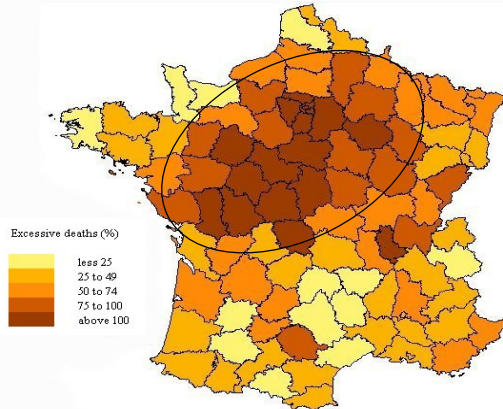 Excessive deaths (%)
less 25
25 to 49
50 to 74
75 to 100
above 100